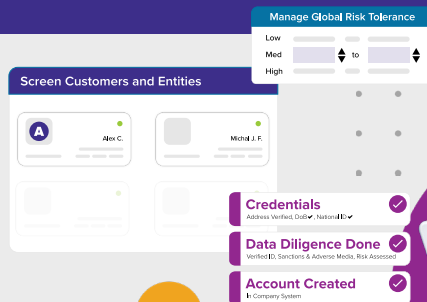 Manage Global Risk Tolerance
Low
Med to
High
Screen Customers and Entities
A
Alex C.
Michal J. F.
Credentials
Address Verified, DoB✔, National ID✔
Data Diligence Done
Verified ID, Sanctions & Adverse Media, Risk Assessed
Account Created
In Company System